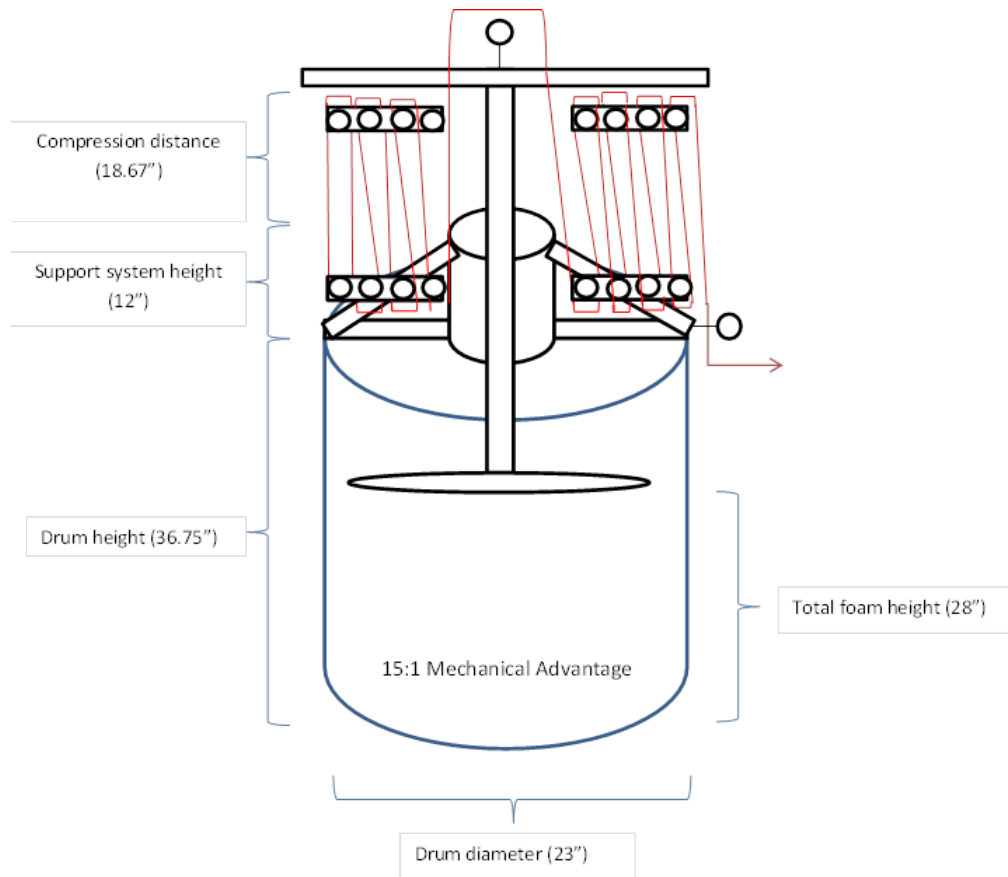 Compression distance
(18.67”)
Support system height
(12”)
Drum height (36.75”)
Total foam height (28”)
15:1 Mechanical Advantage
Drum diameter (23”)